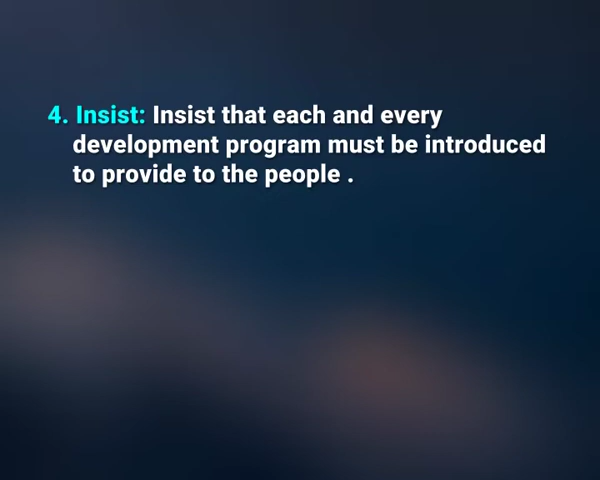 4. Insist: Insist that each and every
development program must be introduced
to provide to the people .